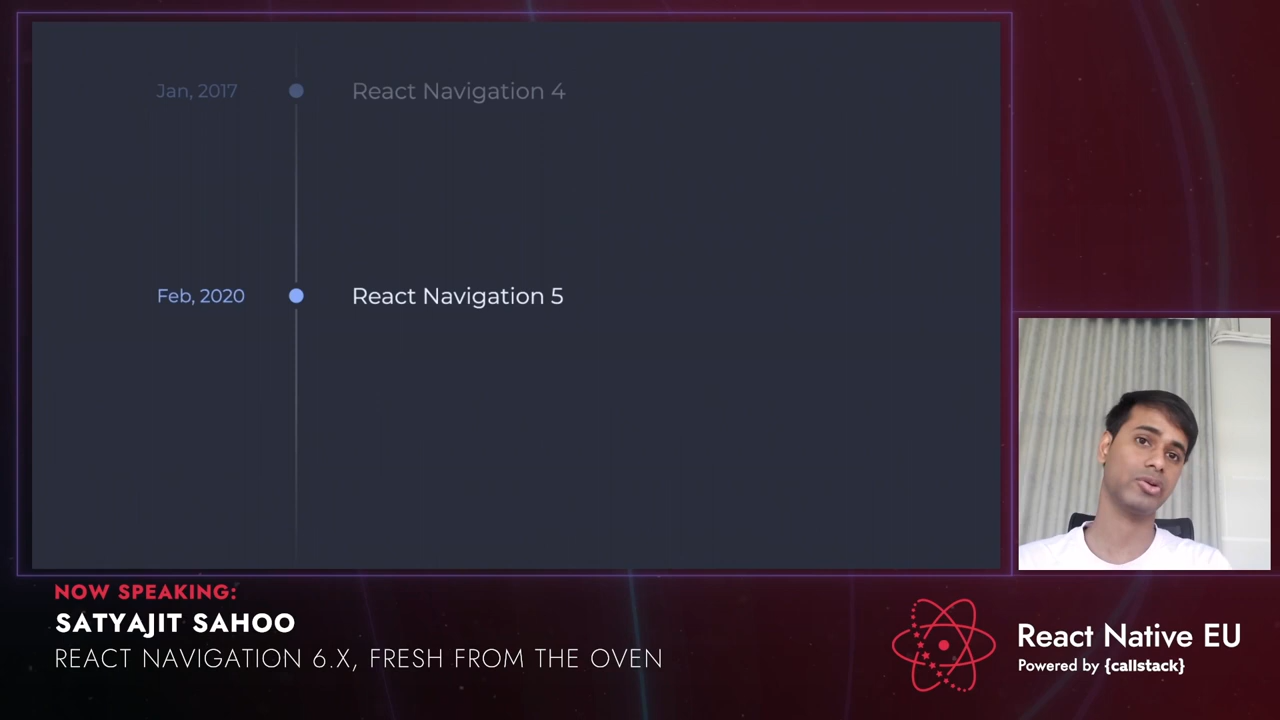 Jan, 2017
React Navigation 4
Feb, 2020
React Navigation 5
NOW SPEAKING:
SATYAJIT SAHOO
REACT NAVIGATION 6.X, FRESH FROM THE OVEN
React Native EU
Powered by {callstack}